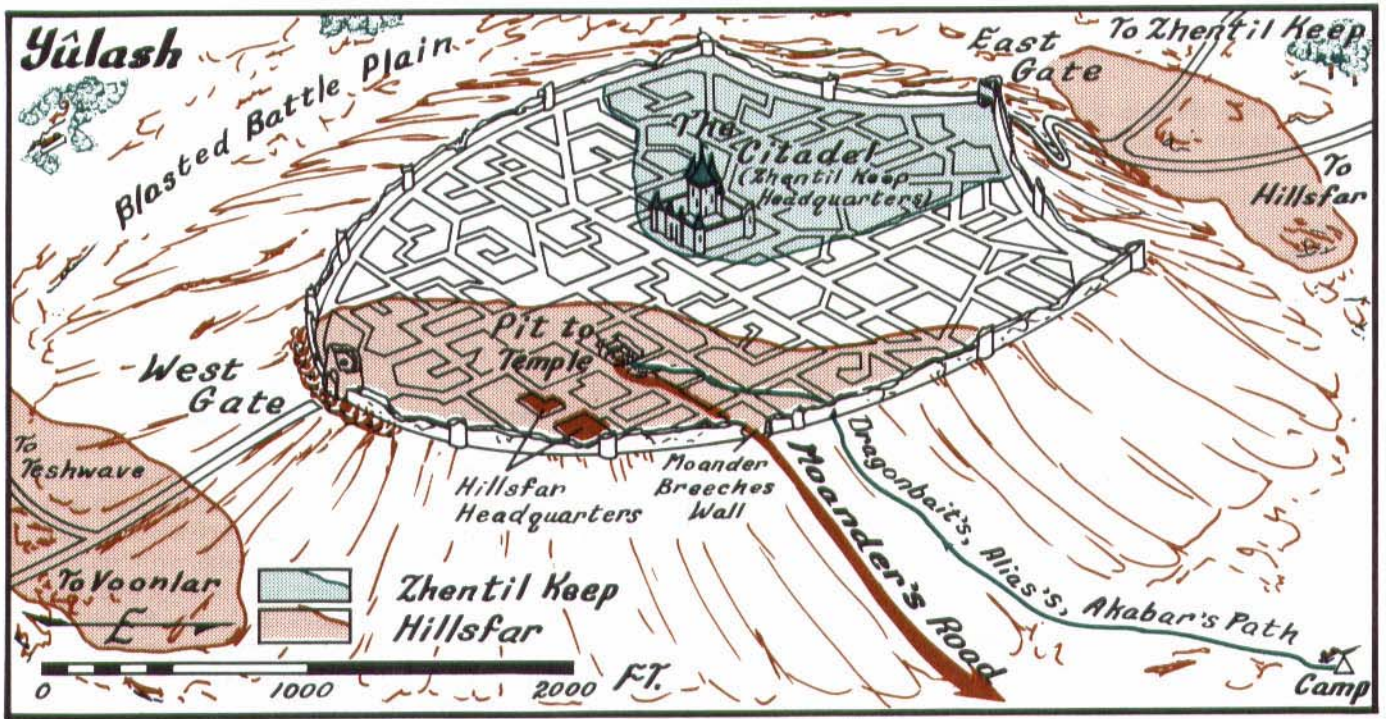 Yûlash
Blasted Battle Plain
East
Gate
To Zhentil Keep
To
Hillsfar
The
Citadel
(Zhentil Keep
Headquarters)
Pit to
Temple
West
Gate
To
Teshwave
To Voonlar
Hillsfar
Headquarters
Moander
Breeches
Wall
Moander's Road
Dragonbait's, Alias's, Akabar's Path
Camp
Zhentil Keep
Hillsfar
E
0 1000 2000 FT.